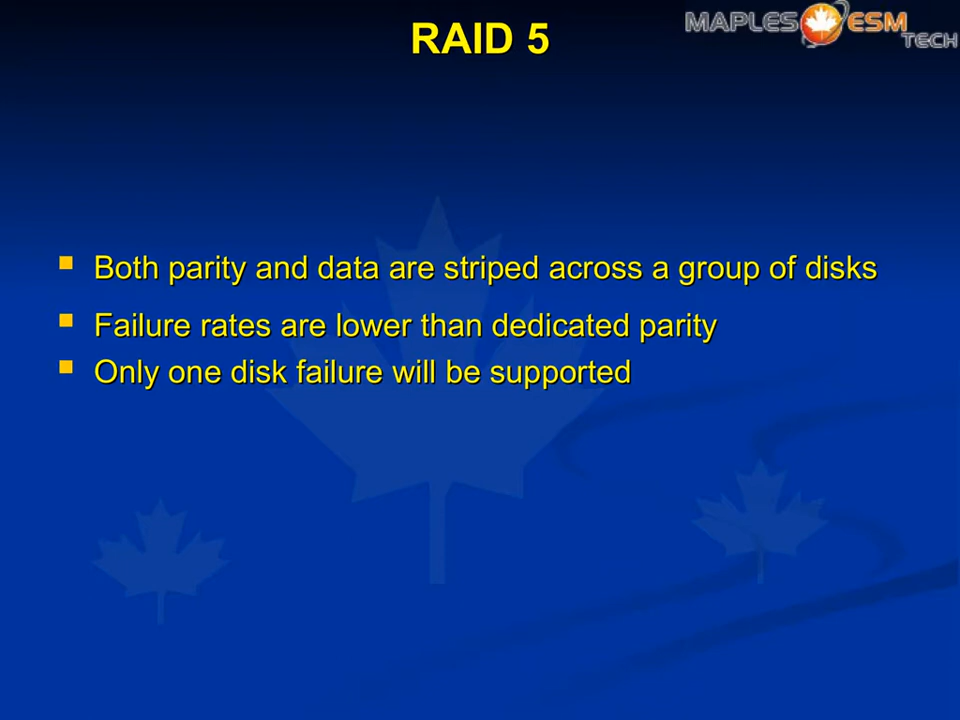 RAID 5
MAPLES ESM
TECH
Both parity and data are striped across a group of disks
Failure rates are lower than dedicated parity
Only one disk failure will be supported